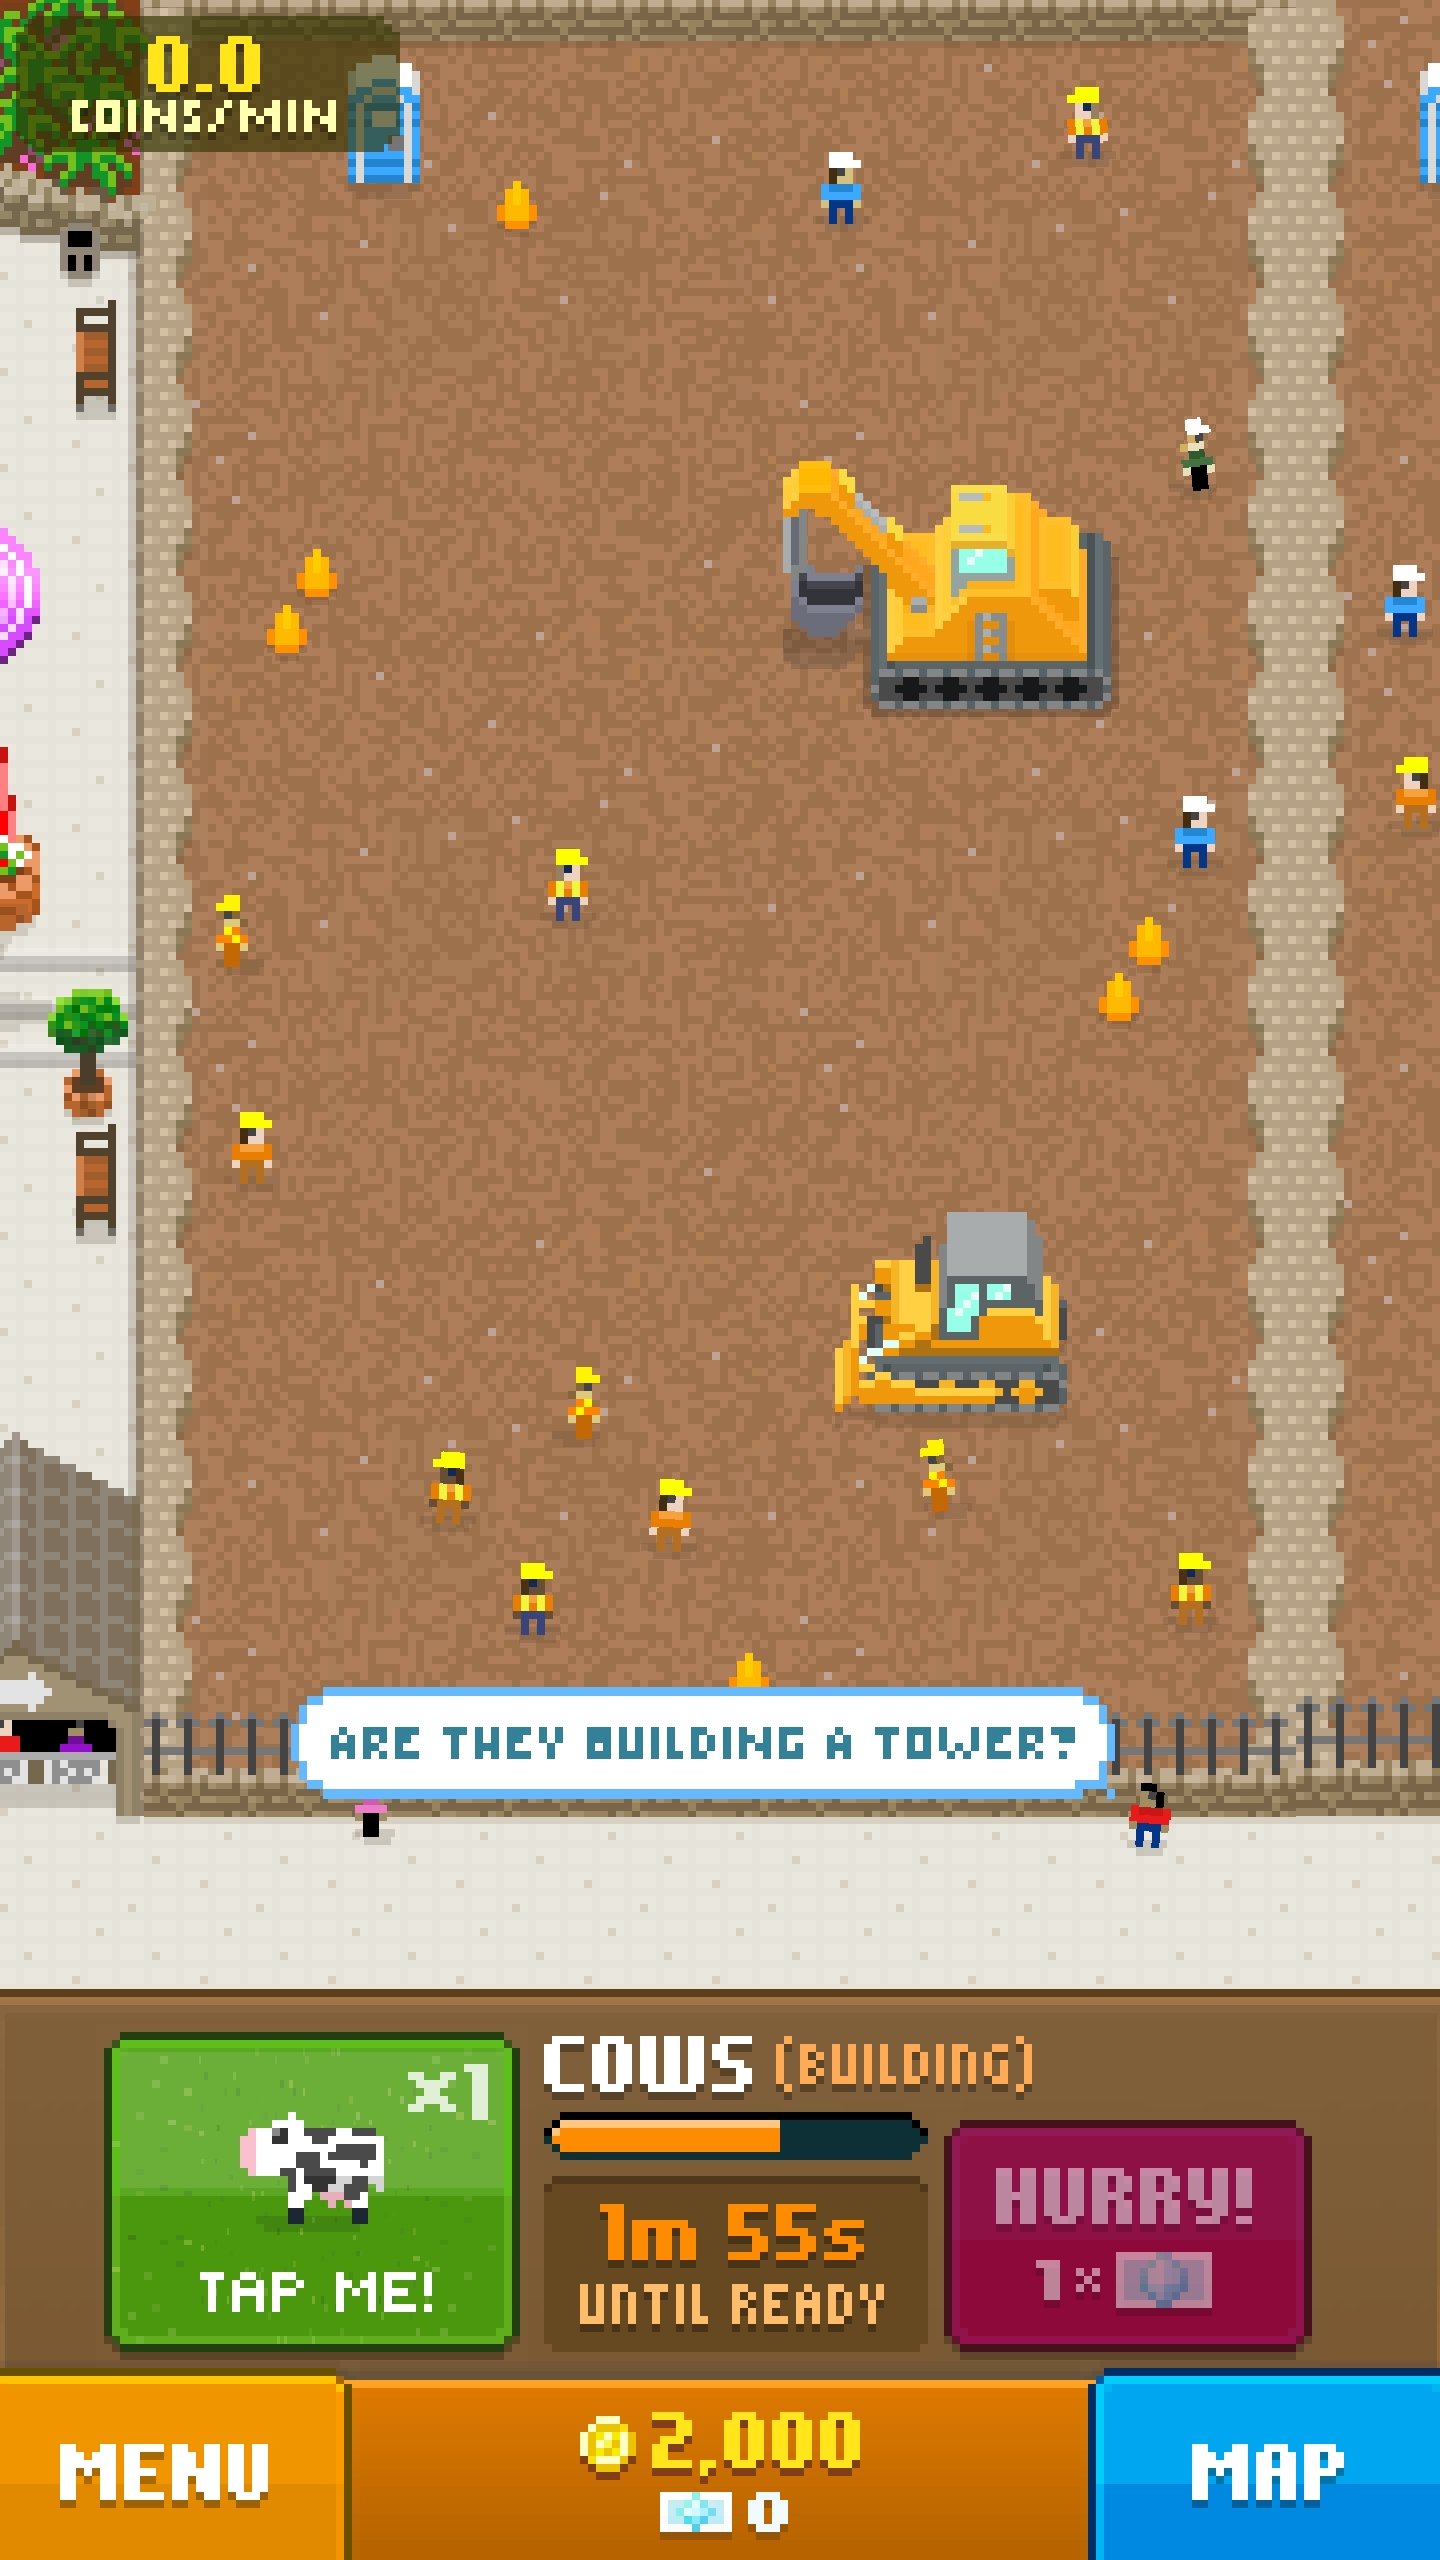 0.0
COINS/MIN
ARE THEY BUILDING A TOWER?
x1
TAP ME!
COWS (BUILDING)
1m 55s
UNTIL READY
HURRY!
1x
MENU
2,000
0
MAP